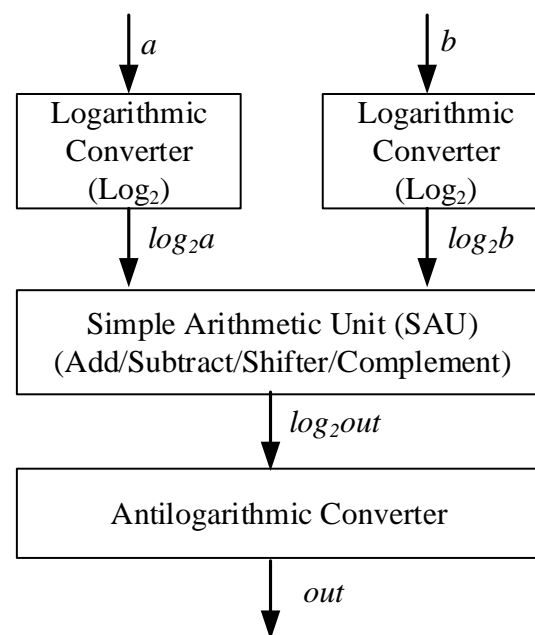 a
b
Logarithmic
Converter
(Log₂)
Logarithmic
Converter
(Log₂)
log₂a
log₂b
Simple Arithmetic Unit (SAU)
(Add/Subtract/Shifter/Complement)
log₂out
Antilogarithmic Converter
out